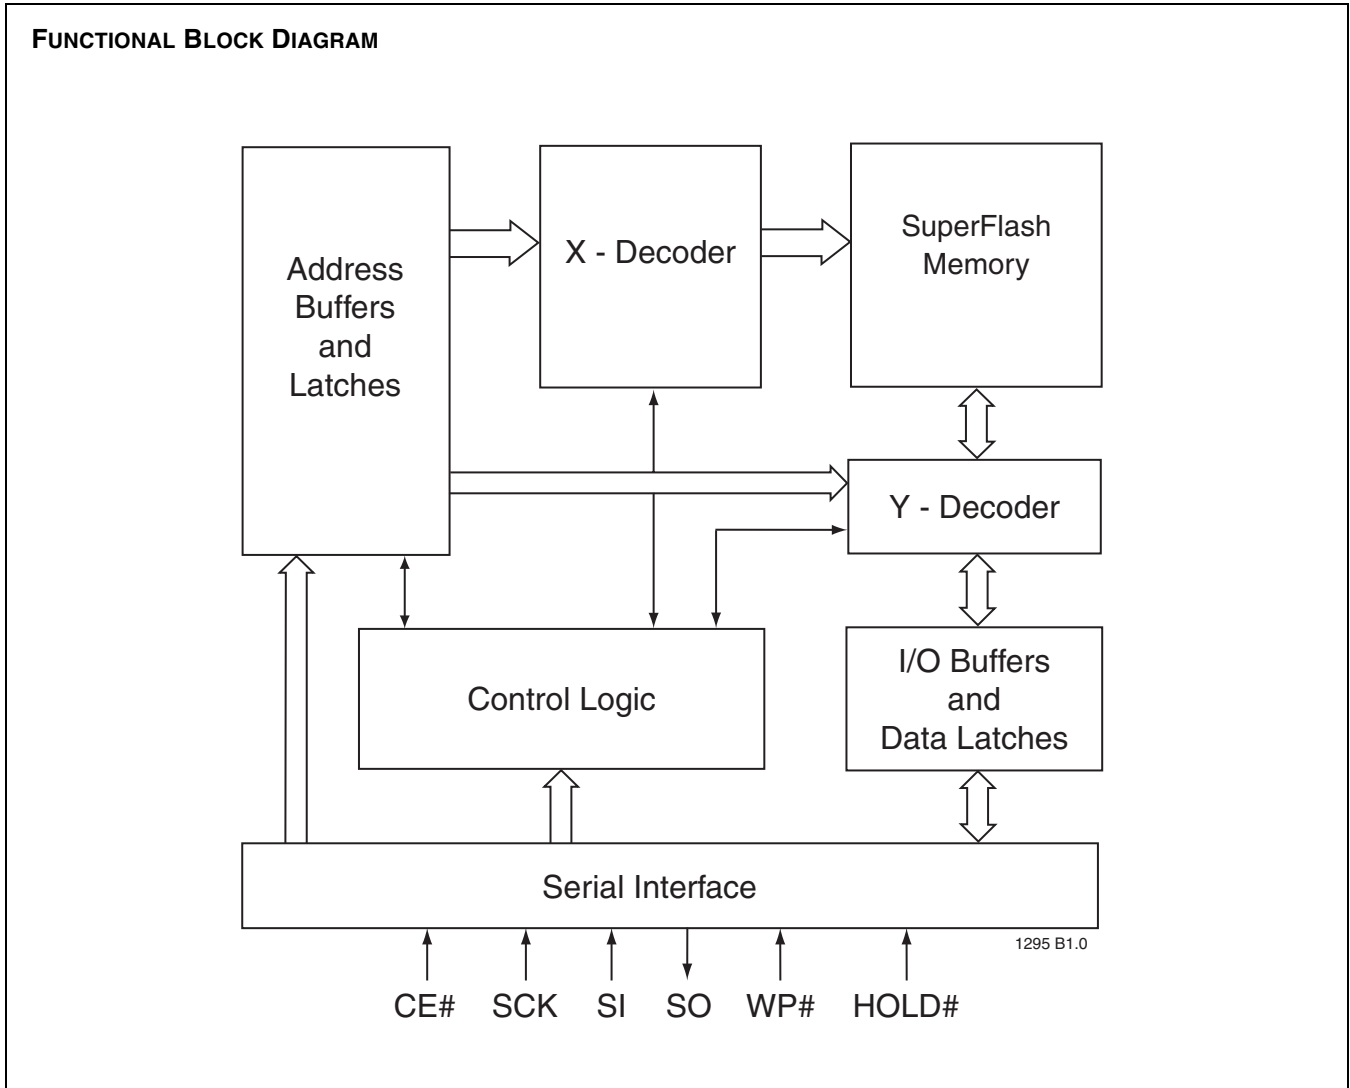 FUNCTIONAL BLOCK DIAGRAM
Address
Buffers
and
Latches
X - Decoder
SuperFlash
Memory
Y - Decoder
Control Logic
I/O Buffers
and
Data Latches
Serial Interface
1295 B1.0
CE# SCK SI SO WP# HOLD#